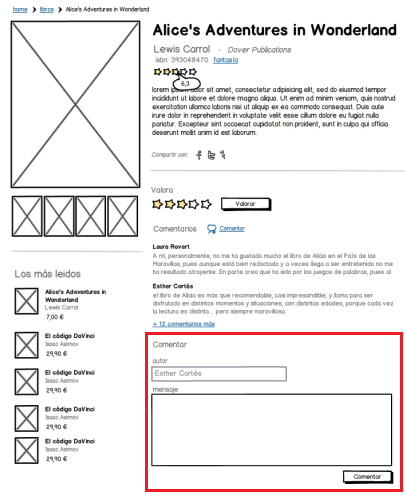 home > libros > Alice's Adventures in Wonderland
Alice's Adventures in Wonderland
Lewis Carrol · Dover Publications
isbn: 393048470 fantasía
6,3
lorem ipsum dolor sit amet, consectetur adipisicing elit, sed do eiusmod tempor
incididunt ut labore et dolore magna aliqua. Ut enim ad minim veniam, quis nostrud
exercitation ullamco laboris nisi ut aliquip ex ea commodo consequat. Duis aute
irure dolor in reprehenderit in voluptate velit esse cillum dolore eu fugiat nulla
pariatur. Excepteur sint occaecat cupidatat non proident, sunt in culpa qui officia
deserunt mollit anim id est laborum.
Compartir con:
Valora
Valorar
Comentarios Comentar
Laura Revert
A mi, personalmente, no me ha gustado mucho el libro de Alicia en el País de las
Maravillas, pues aunque está bien redactado y a veces llega a ser entretenido no me
ha resultado atrayente. En parte creo que ha sido por los juegos de palabras, pues al
Esther Cortés
el libro de Alicia es más que recomendable, casi imprescindible, y llama para ser
disfrutado en distintos momentos y situaciones, con distintas edades, porque cada vez
la lectura es distinta... pero siempre maravillosa.
+ 12 comentarios más
Los más leidos
Alice's Adeventures in
Wonderland
Lewis Carrol
7,00 €
El código DaVinci
Isaac Asimov
29,90 €
El código DaVinci
Isaac Asimov
29,90 €
El código DaVinci
Isaac Asimov
29,90 €
El código DaVinci
Isaac Asimov
29,90 €
Comentar
autor
Esther Cortés
mensaje
Comentar